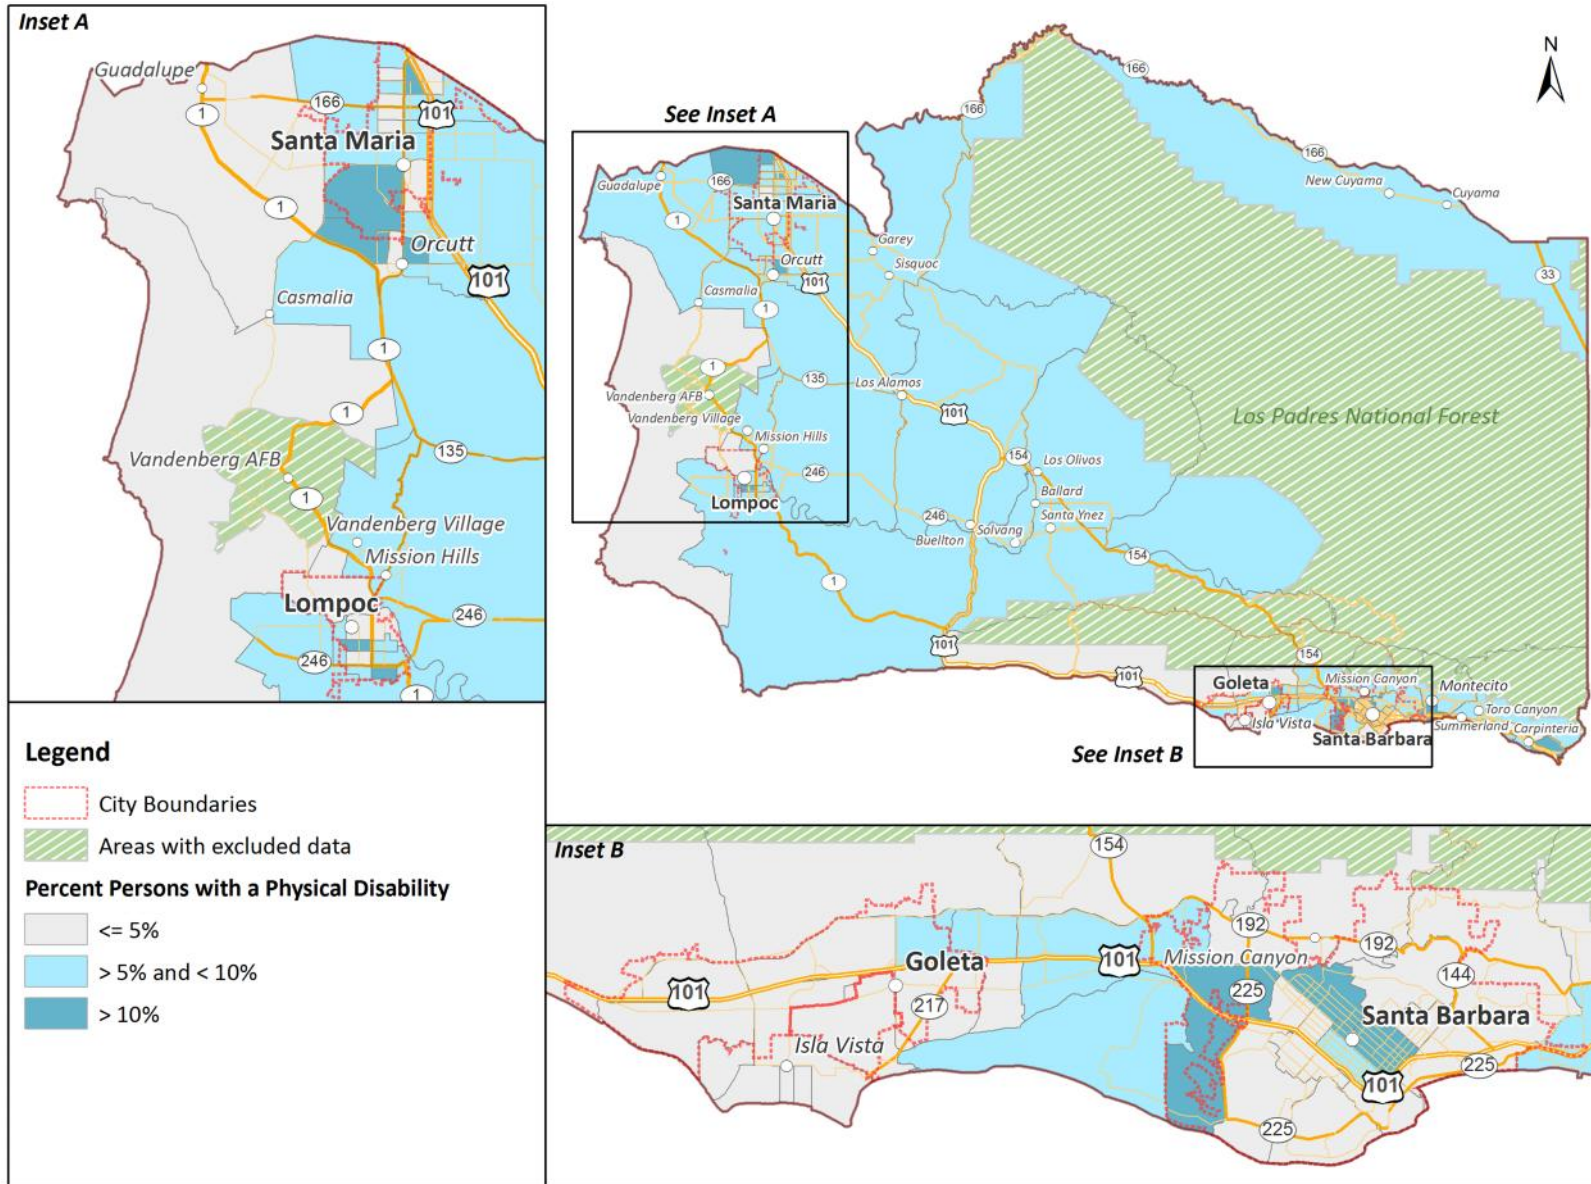 Inset A
Guadalupe
1
166
101
Santa Maria
1
Orcutt
101
Casmalia
1
1
135
Vandenberg AFB
1
Vandenberg Village
Mission Hills
Lompoc
246
246
1
Legend
City Boundaries
Areas with excluded data
Percent Persons with a Physical Disability
<= 5%
> 5% and < 10%
> 10%
N
See Inset A
166
166
166
New Cuyama
Cuyama
Guadalupe
166
Santa Maria
1
Garey
Orcutt
Sisquoc
101
33
Casmalia
1
1
135
Los Alamos
Vandenberg AFB
101
Los Padres National Forest
Vandenberg Village
Mission Hills
154
Los Olivos
246
Ballard
Lompoc
246
Solvang
Santa Ynez
Buellton
154
1
101
154
101
Goleta
Mission Canyon
Montecito
Isla Vista
Toro Canyon
Summerland
Carpinteria
Santa Barbara
See Inset B
Inset B
154
192
192
101
Mission Canyon
Goleta
144
101
225
217
Santa Barbara
Isla Vista
225
101
225